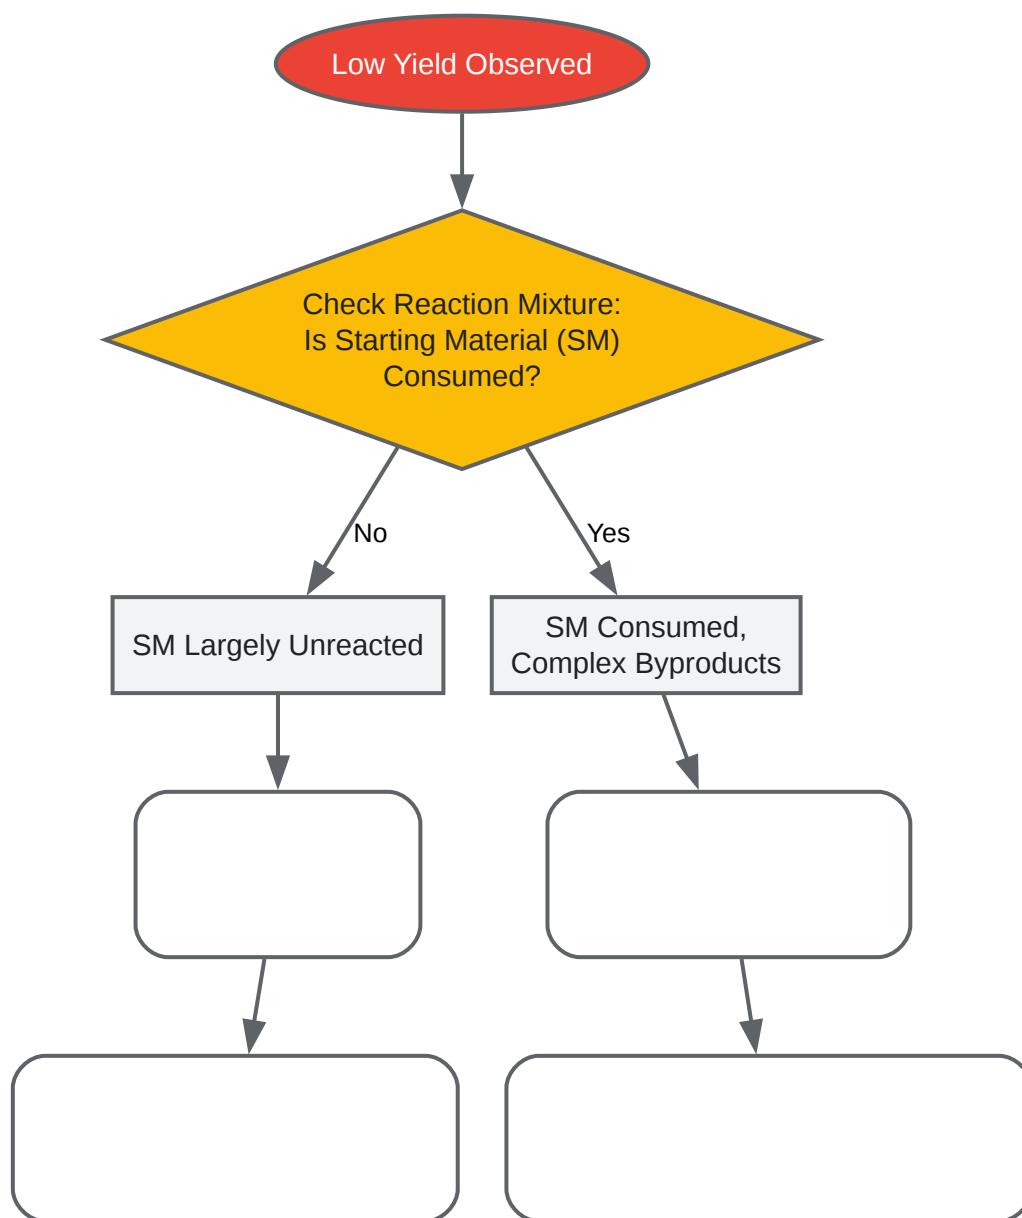 Low Yield Observed
Check Reaction Mixture:
Is Starting Material (SM)
Consumed?
No
Yes
SM Largely Unreacted
SM Consumed,
Complex Byproducts